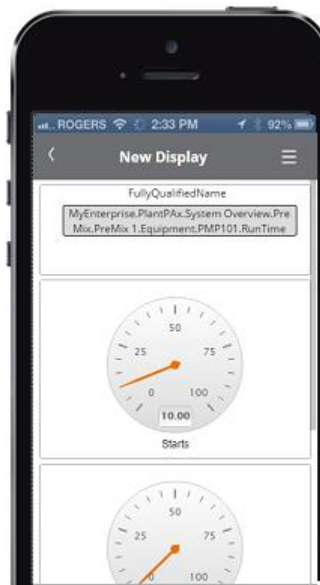 ROGERS 2:33 PM 92%
New Display
FullyQualifiedName
MyEnterprise.PlantPAx.System Overview.Pre
Mix.PreMix 1.Equipment.PMP101.RunTime
50
25 75
0 100
10.00
Starts
50
25 75
0 100